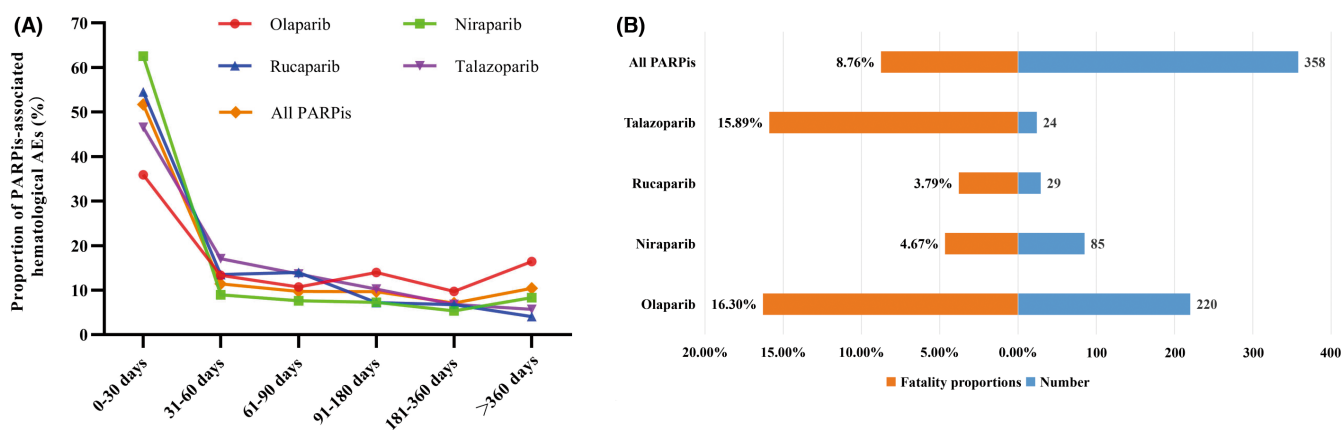 (A)
Proportion of PARPis-associated
hematological AEs (%)
70
60
50
40
30
20
10
0
Olaparib
Niraparib
Rucaparib
Talazoparib
All PARPis
0-30 days
31-60 days
61-90 days
91-180 days
181-360 days
>360 days
(B)
All PARPis
8.76%
358
Talazoparib
15.89%
24
Rucaparib
3.79%
29
Niraparib
4.67%
85
Olaparib
16.30%
220
20.00% 15.00% 10.00% 5.00% 0.00% 100 200 300 400
Fatality proportions Number